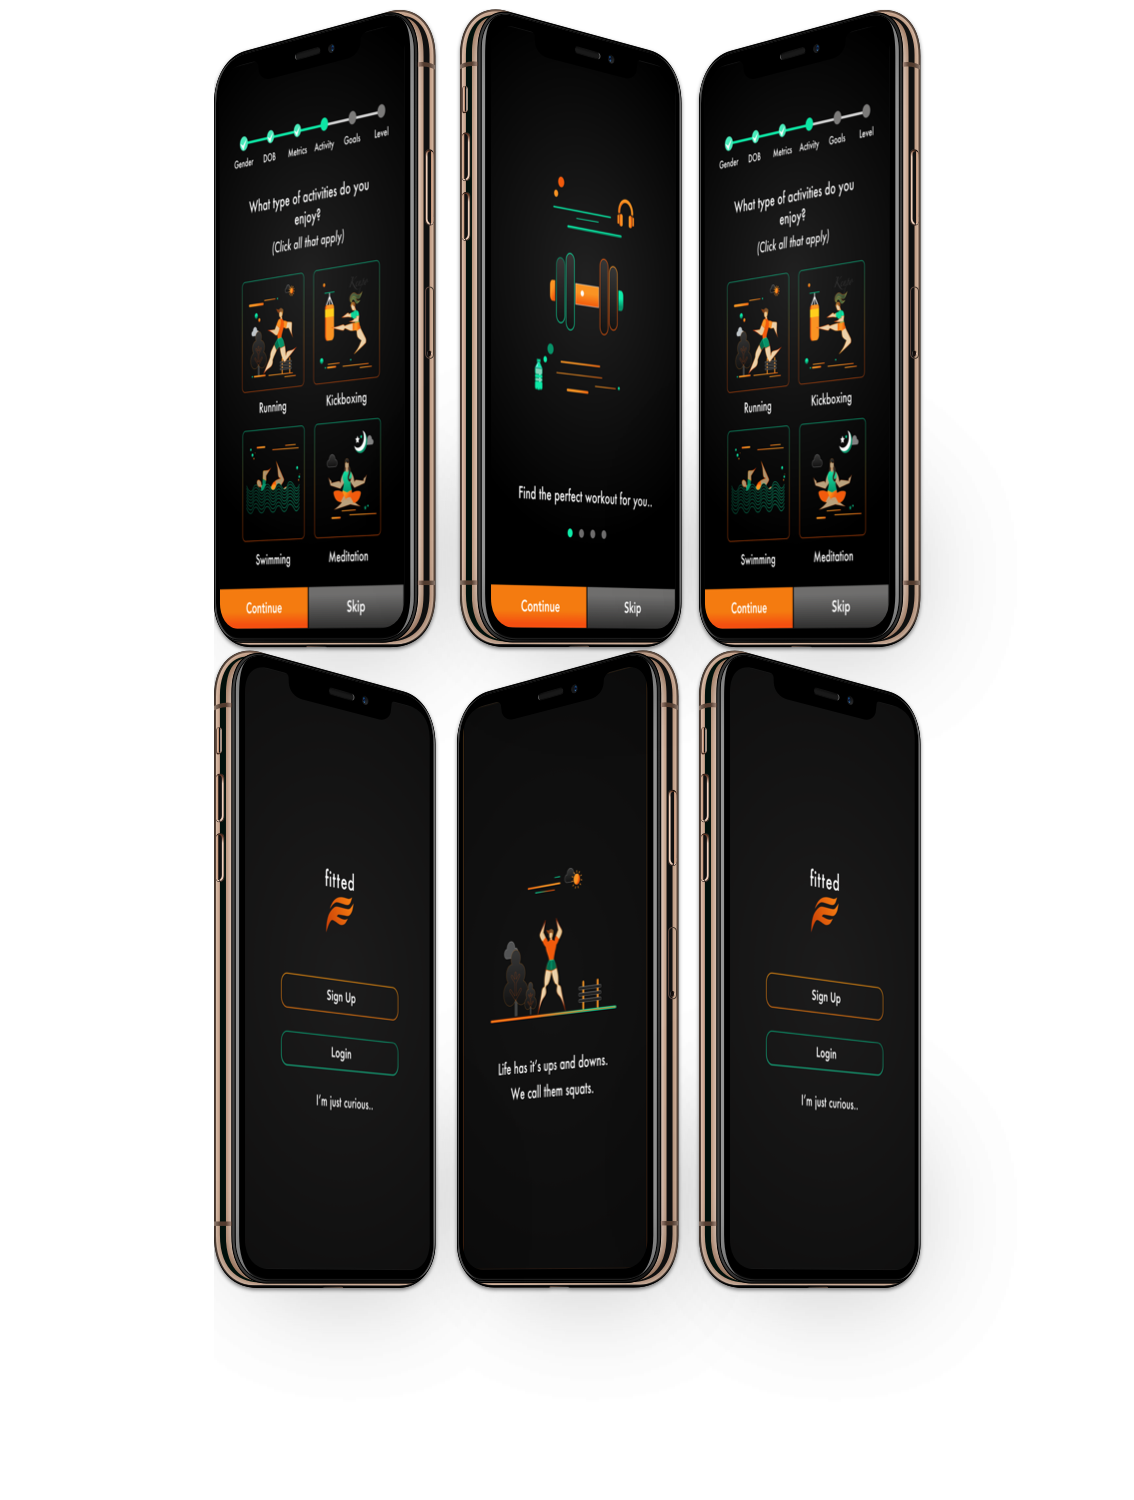 Gender DOB Metrics Activity Goals Level
What type of activities do you
enjoy?
(Click all that apply)
Running
Kickboxing
Swimming
Meditation
Continue
Skip
Find the perfect workout for you..
Continue
Skip
Gender DOB Metrics Activity Goals Level
What type of activities do you
enjoy?
(Click all that apply)
Running
Kickboxing
Swimming
Meditation
Continue
Skip
fitted
Sign Up
Login
I'm just curious..
Life has it's ups and downs.
We call them squats.
fitted
Sign Up
Login
I'm just curious..